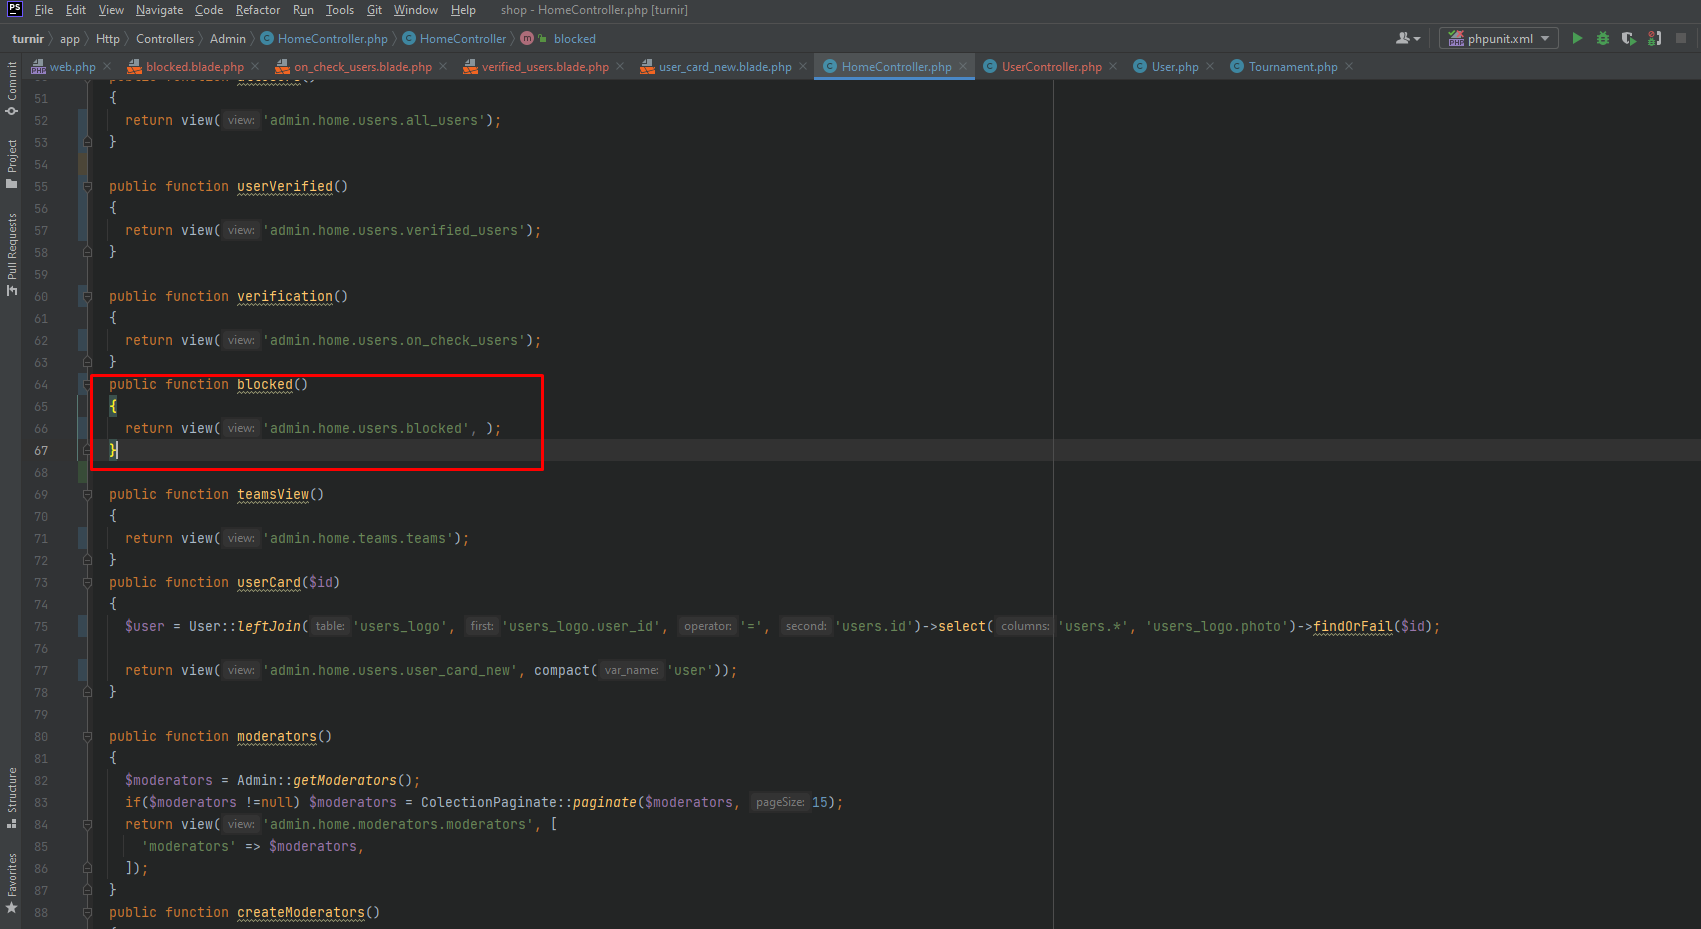 PS File Edit View Navigate Code Refactor Run Tools Git Window Help shop - HomeController.php [turnir]
turnir app Http Controllers Admin C HomeController.php C HomeController m blocked phpunit.xml
web.php blocked.blade.php on_check_users.blade.php verified_users.blade.php user_card_new.blade.php C HomeController.php C UserController.php C User.php C Tournament.php
Commit
Project
Pull Requests
Structure
Favorites
51 {
52 return view( view: 'admin.home.users.all_users');
53 }
54
55 public function userVerified()
56 {
57 return view( view: 'admin.home.users.verified_users');
58 }
59
60 public function verification()
61 {
62 return view( view: 'admin.home.users.on_check_users');
63 }
64 public function blocked()
65 {
66 return view( view: 'admin.home.users.blocked', );
67 }
68
69 public function teamsView()
70 {
71 return view( view: 'admin.home.teams.teams');
72 }
73 public function userCard($id)
74 {
75 $user = User::leftJoin( table: 'users_logo', first: 'users_logo.user_id', operator: '=', second: 'users.id')->select( columns: 'users.*', 'users_logo.photo')->findOrFail($id);
76
77 return view( view: 'admin.home.users.user_card_new', compact( var_name: 'user'));
78 }
79
80 public function moderators()
81 {
82 $moderators = Admin::getModerators();
83 if($moderators !=null) $moderators = ColectionPaginate::paginate($moderators, pageSize: 15);
84 return view( view: 'admin.home.moderators.moderators', [
85 'moderators' => $moderators,
86 ]);
87 }
88 public function createModerators()